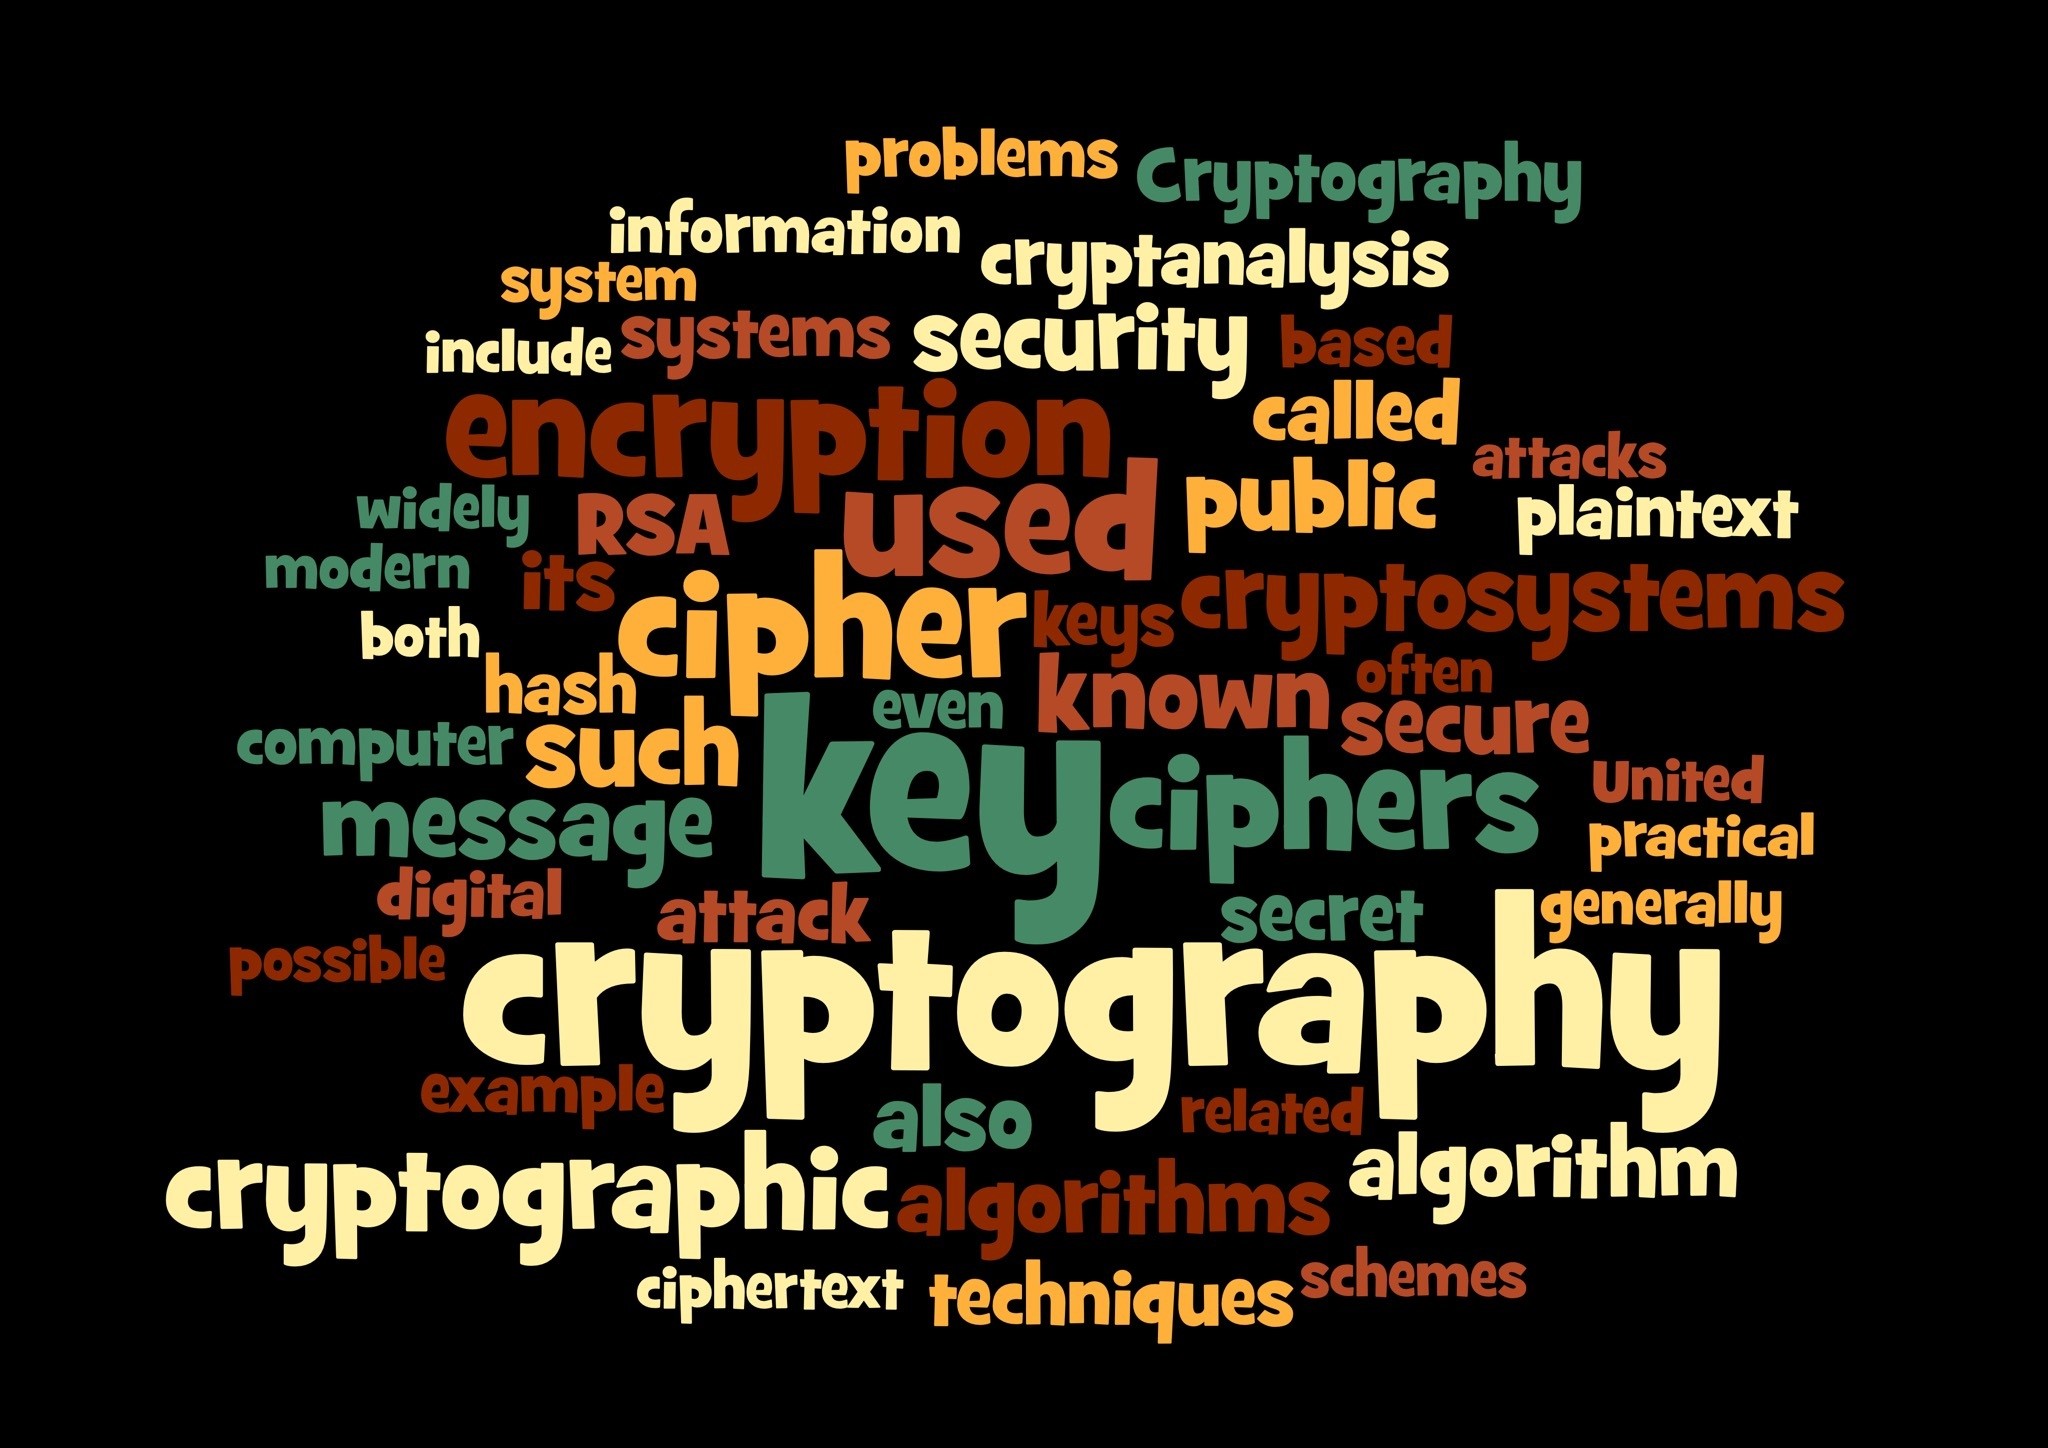 problems Cryptography
information cryptanalysis
system
include systems security based
encryption called
attacks
widely RSA used public plaintext
modern its cipher keys cryptosystems
both
hash even known often
computer such key secure
message ciphers United
practical
digital attack secret generally
possible cryptography
example also related
cryptographic algorithms algorithm
ciphertext techniques schemes